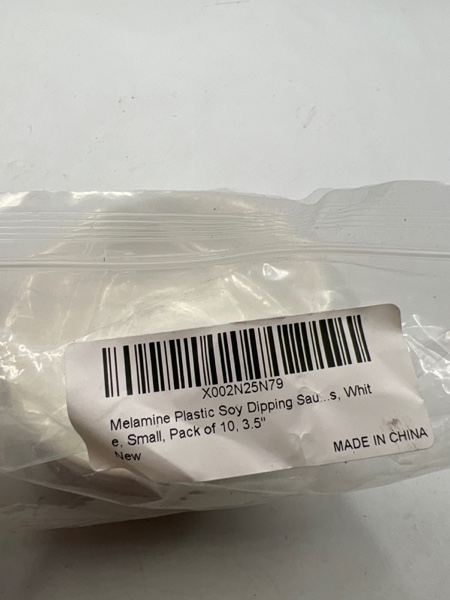 X002N25N79
Melamine Plastic Soy Dipping Sau...s, Whit
e, Small, Pack of 10, 3.5"
New
MADE IN CHINA